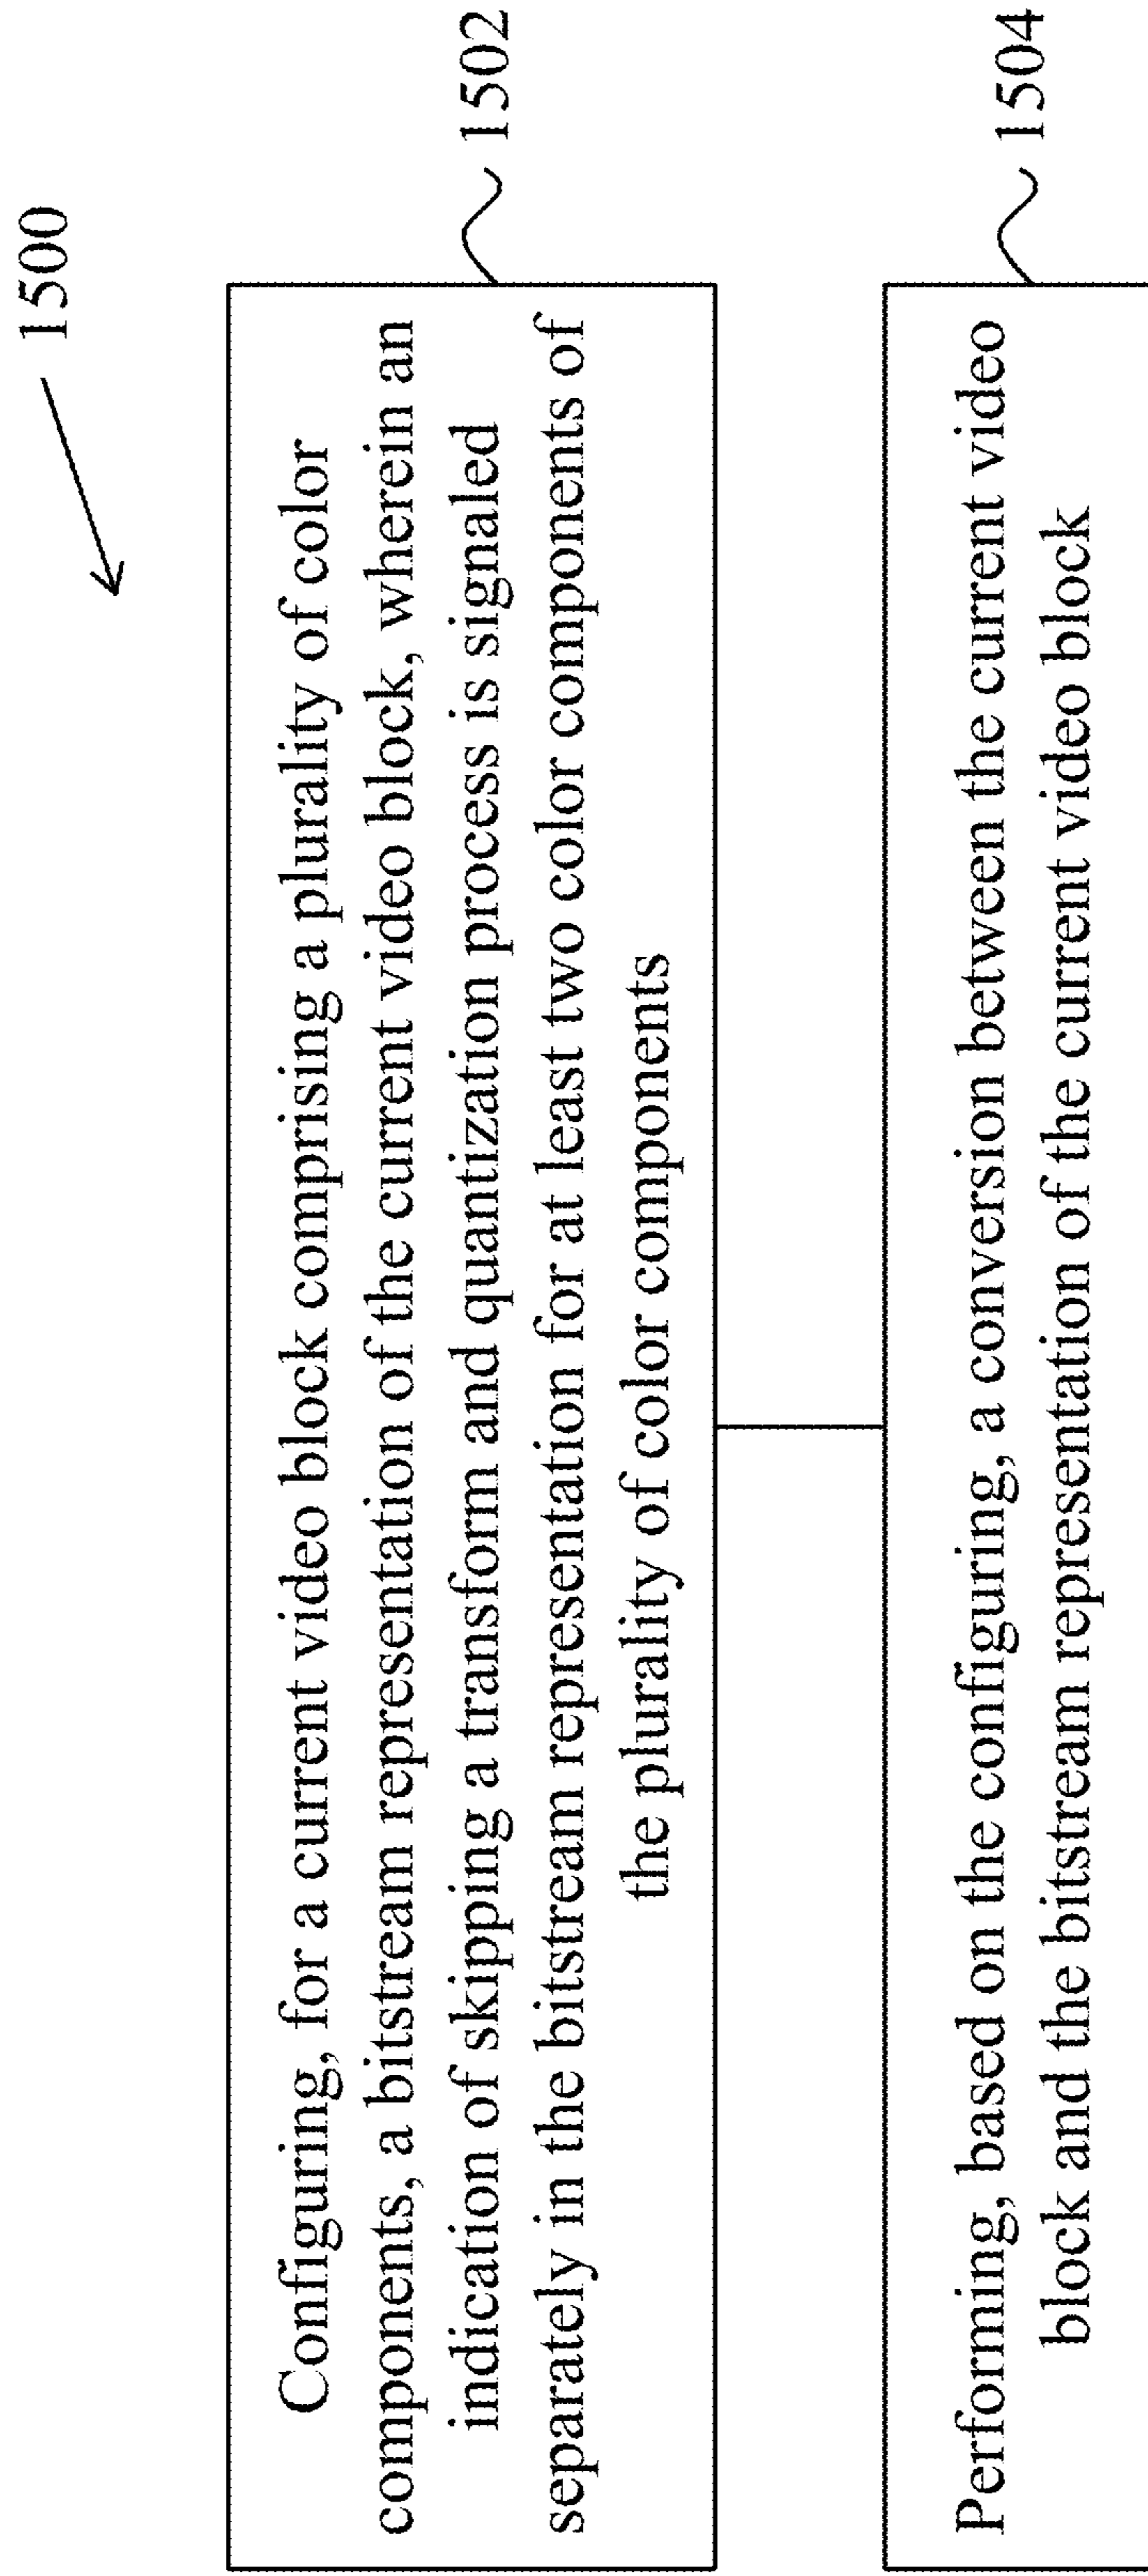 1500
Configuring, for a current video block comprising a plurality of color
components, a bitstream representation of the current video block, wherein an
indication of skipping a transform and quantization process is signaled
separately in the bitstream representation for at least two color components of
the plurality of color components
1502
Performing, based on the configuring, a conversion between the current video
block and the bitstream representation of the current video block
1504